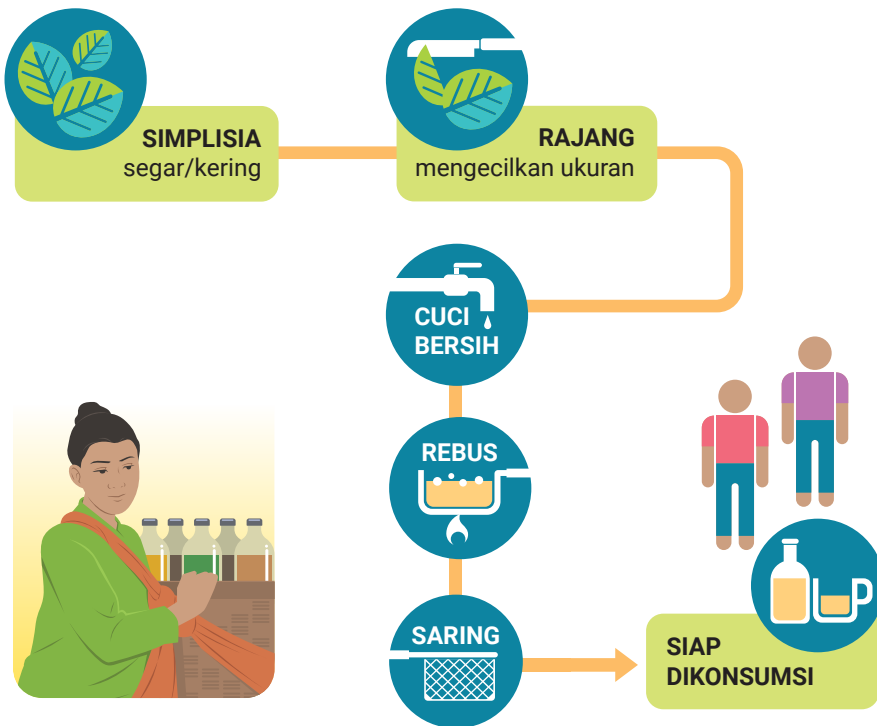 SIMPLISIA
segar/kering
RAJANG
mengecilkan ukuran
CUCI
BERSIH
REBUS
SARING
SIAP
DIKONSUMSI